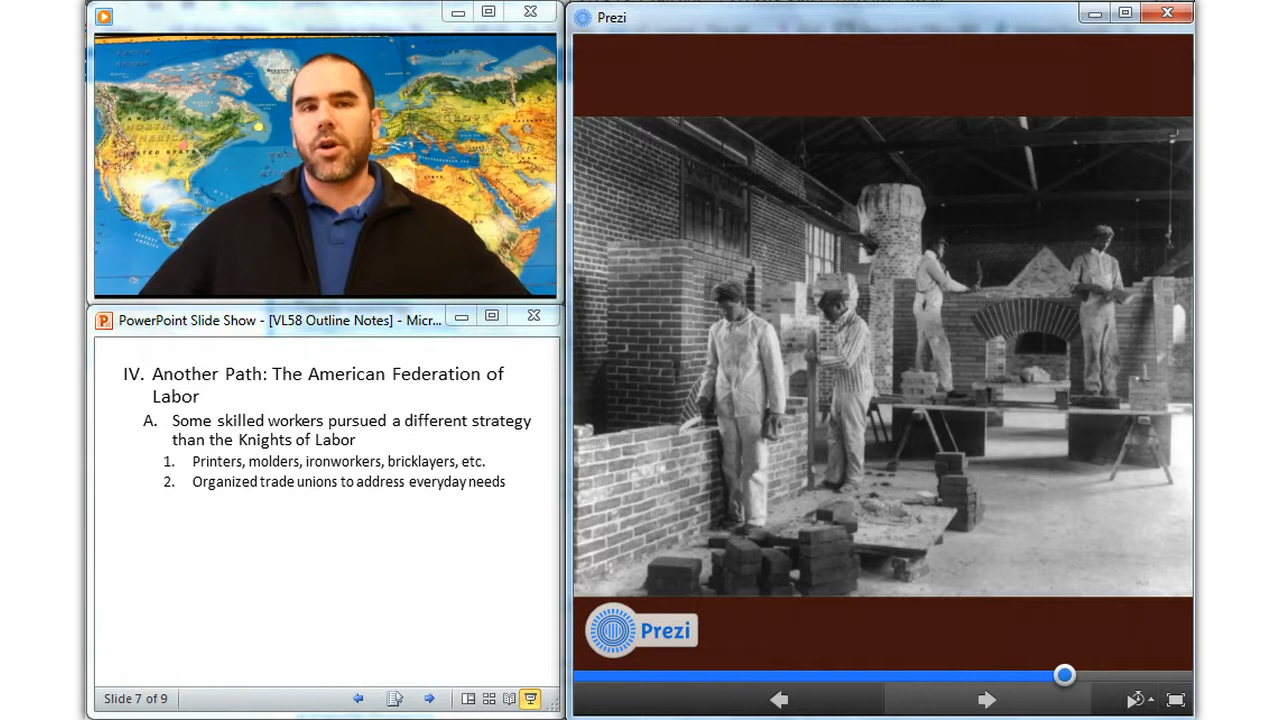 Prezi
PowerPoint Slide Show - [VL58 Outline Notes] - Micr...
IV. Another Path: The American Federation of
Labor
A. Some skilled workers pursued a different strategy
than the Knights of Labor
1. Printers, molders, ironworkers, bricklayers, etc.
2. Organized trade unions to address everyday needs
Slide 7 of 9
Prezi